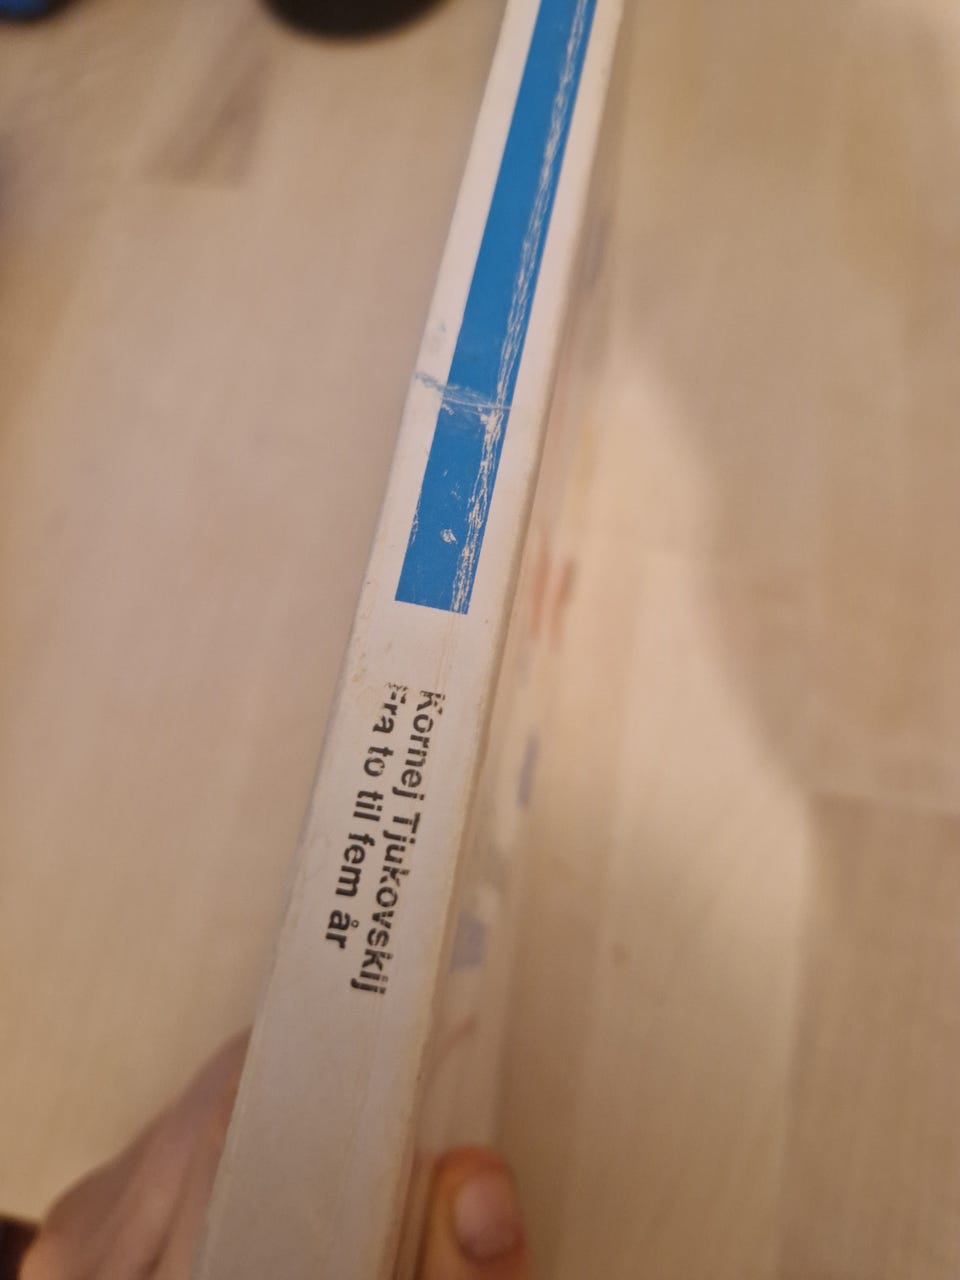 Kornej Tjukovskij
Fra to til fem år